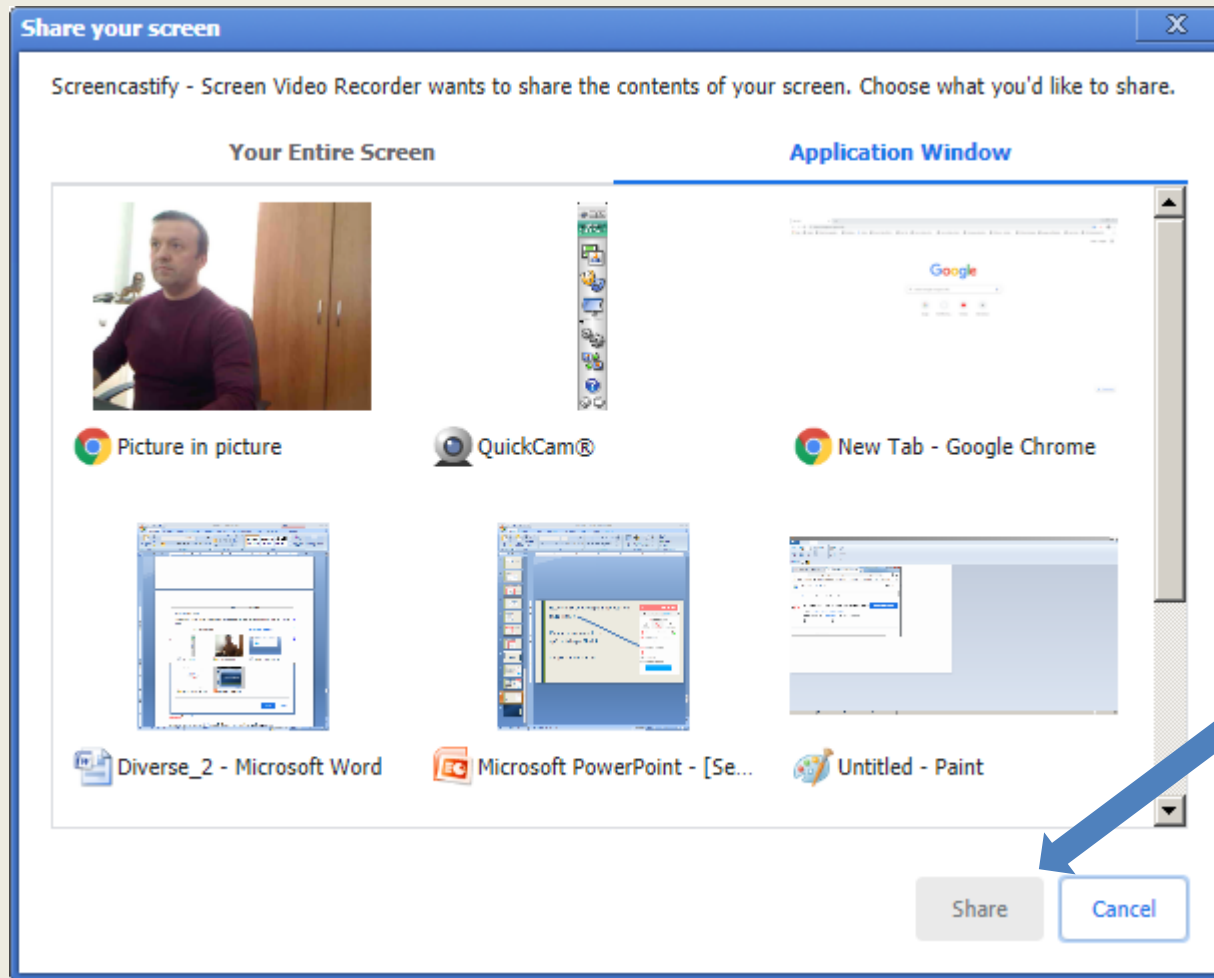 Share your screen
X
Screencastify - Screen Video Recorder wants to share the contents of your screen. Choose what you'd like to share.
Your Entire Screen
Application Window
Google
Picture in picture
QuickCam®
New Tab - Google Chrome
Diverse_2 - Microsoft Word
Microsoft PowerPoint - [Se...
Untitled - Paint
Share
Cancel